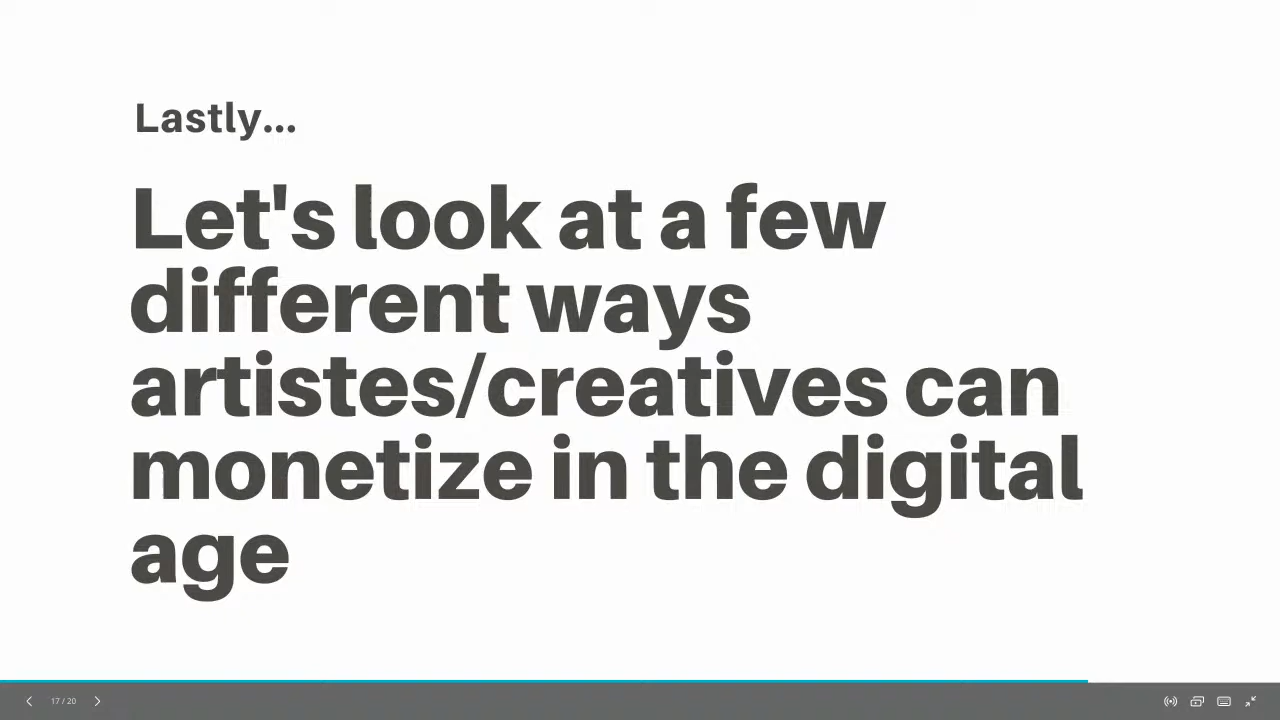 Lastly...
Let's look at a few
different ways
artistes/creatives can
monetize in the digital
age
17 / 20